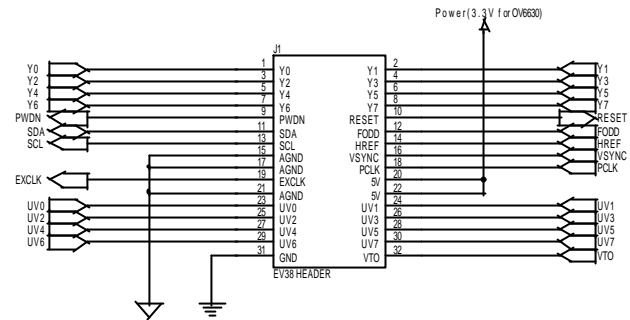 Power(3.3V for OV6630)
J1
Y0 1 Y0 Y1 2 Y1
Y2 3 Y2 Y3 4 Y3
Y4 5 Y4 Y5 6 Y5
Y6 7 Y6 Y7 8 Y7
PWDN 9 PWDN RESET 10 RESET
SDA 11 SDA FODD 12 FODD
SCL 13 SCL HREF 14 HREF
15 AGND VSYNC 16 VSYNC
17 AGND PCLK 18 PCLK
EXCLK 19 EXCLK 5V 20
21 AGND 5V 22
UV0 23 UV0 UV1 24 UV1
UV2 25 UV2 UV3 26 UV3
UV4 27 UV4 UV5 28 UV5
UV6 29 UV6 UV7 30 UV7
31 GND VTO 32 VTO
EV38 HEADER